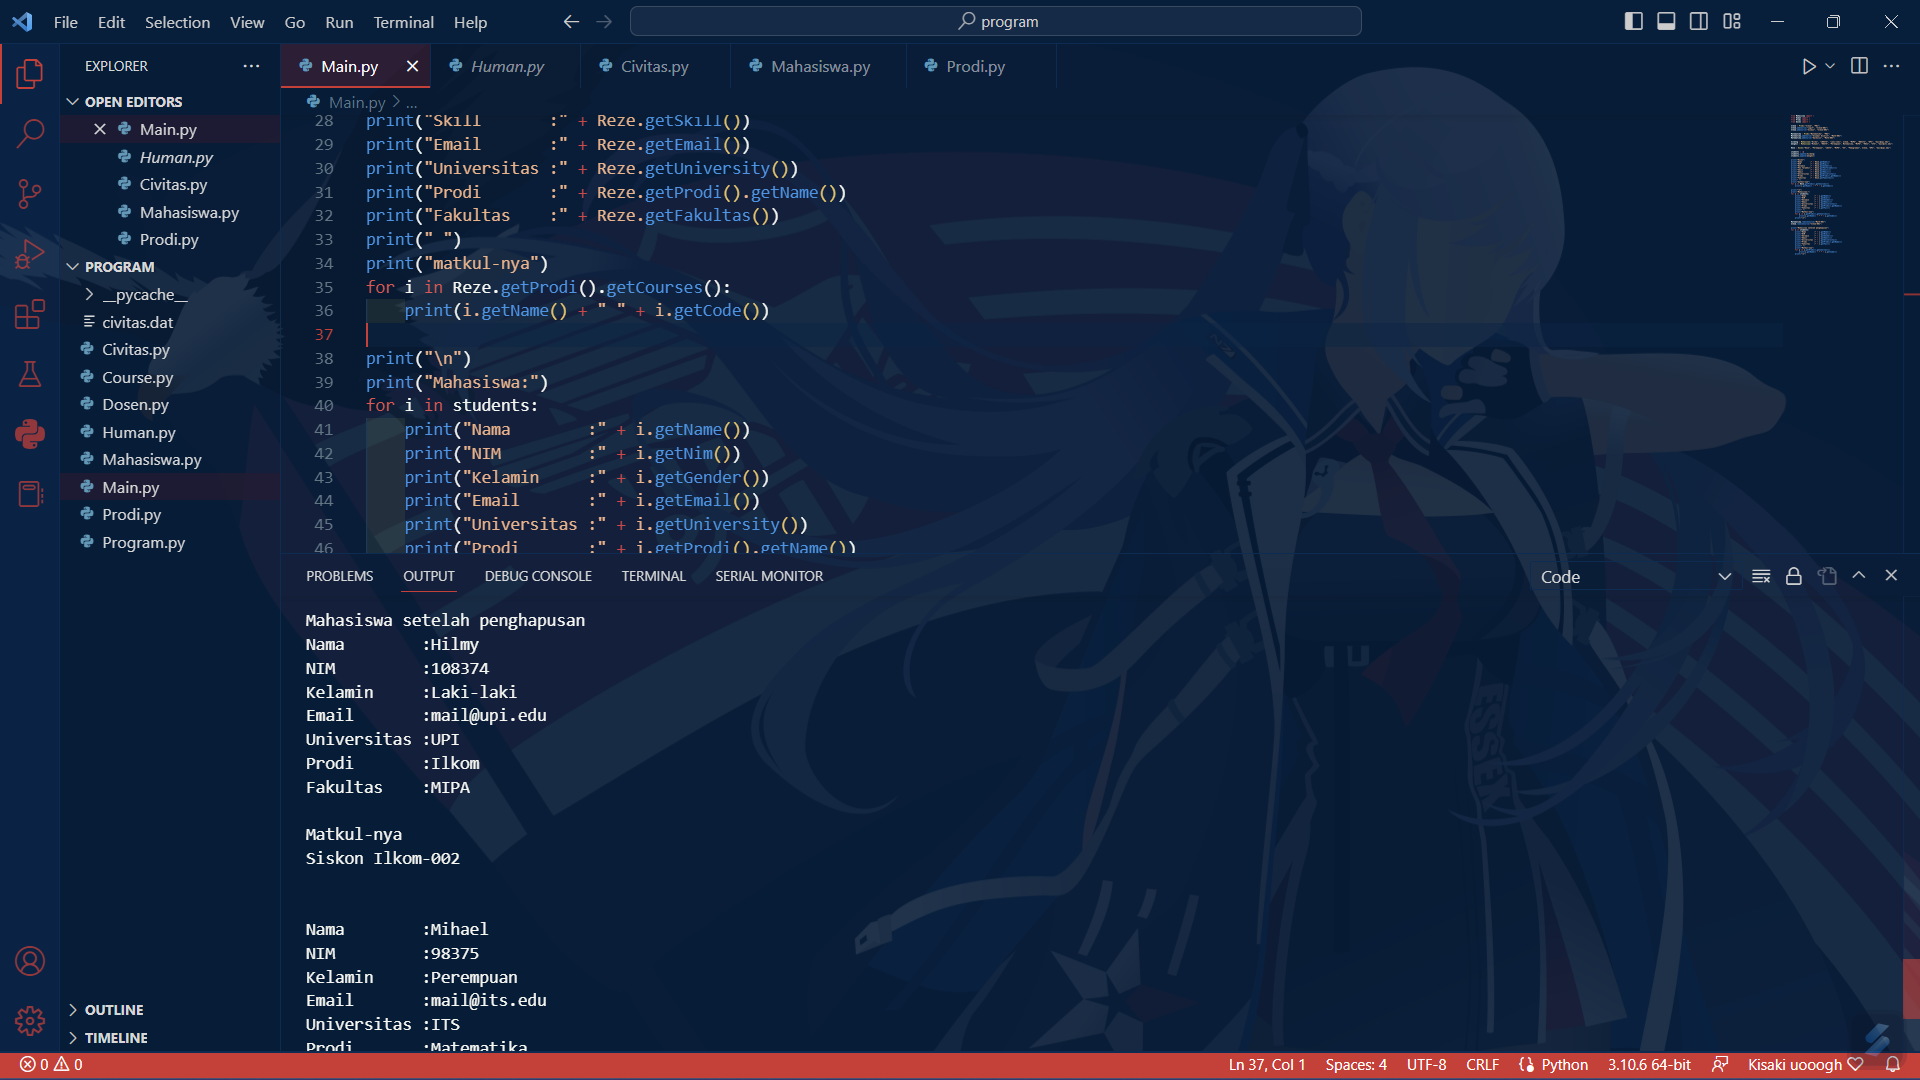 File Edit Selection View Go Run Terminal Help
program
EXPLORER
OPEN EDITORS
Main.py
Human.py
Civitas.py
Mahasiswa.py
Prodi.py
PROGRAM
__pycache__
civitas.dat
Civitas.py
Course.py
Dosen.py
Human.py
Mahasiswa.py
Main.py
Prodi.py
Program.py
OUTLINE
TIMELINE
Main.py Human.py Civitas.py Mahasiswa.py Prodi.py
Main.py > ...
28 print("Skill       :" + Reze.getSkill())
29 print("Email       :" + Reze.getEmail())
30 print("Universitas :" + Reze.getUniversity())
31 print("Prodi       :" + Reze.getProdi().getName())
32 print("Fakultas    :" + Reze.getFakultas())
33 print(" ")
34 print("matkul-nya")
35 for i in Reze.getProdi().getCourses():
36     print(i.getName() + " " + i.getCode())
37
38 print("\n")
39 print("Mahasiswa:")
40 for i in students:
41     print("Nama        :" + i.getName())
42     print("NIM         :" + i.getNim())
43     print("Kelamin     :" + i.getGender())
44     print("Email       :" + i.getEmail())
45     print("Universitas :" + i.getUniversity())
46     print("Prodi       :" + i.getProdi().getName())
PROBLEMS OUTPUT DEBUG CONSOLE TERMINAL SERIAL MONITOR
Code
Mahasiswa setelah penghapusan
Nama        :Hilmy
NIM         :108374
Kelamin     :Laki-laki
Email       :mail@upi.edu
Universitas :UPI
Prodi       :Ilkom
Fakultas    :MIPA
Matkul-nya
Siskon Ilkom-002
Nama        :Mihael
NIM         :98375
Kelamin     :Perempuan
Email       :mail@its.edu
Universitas :ITS
Prodi       :Matematika
0 0
Ln 37, Col 1 Spaces: 4 UTF-8 CRLF Python 3.10.6 64-bit Kisaki uooogh♡